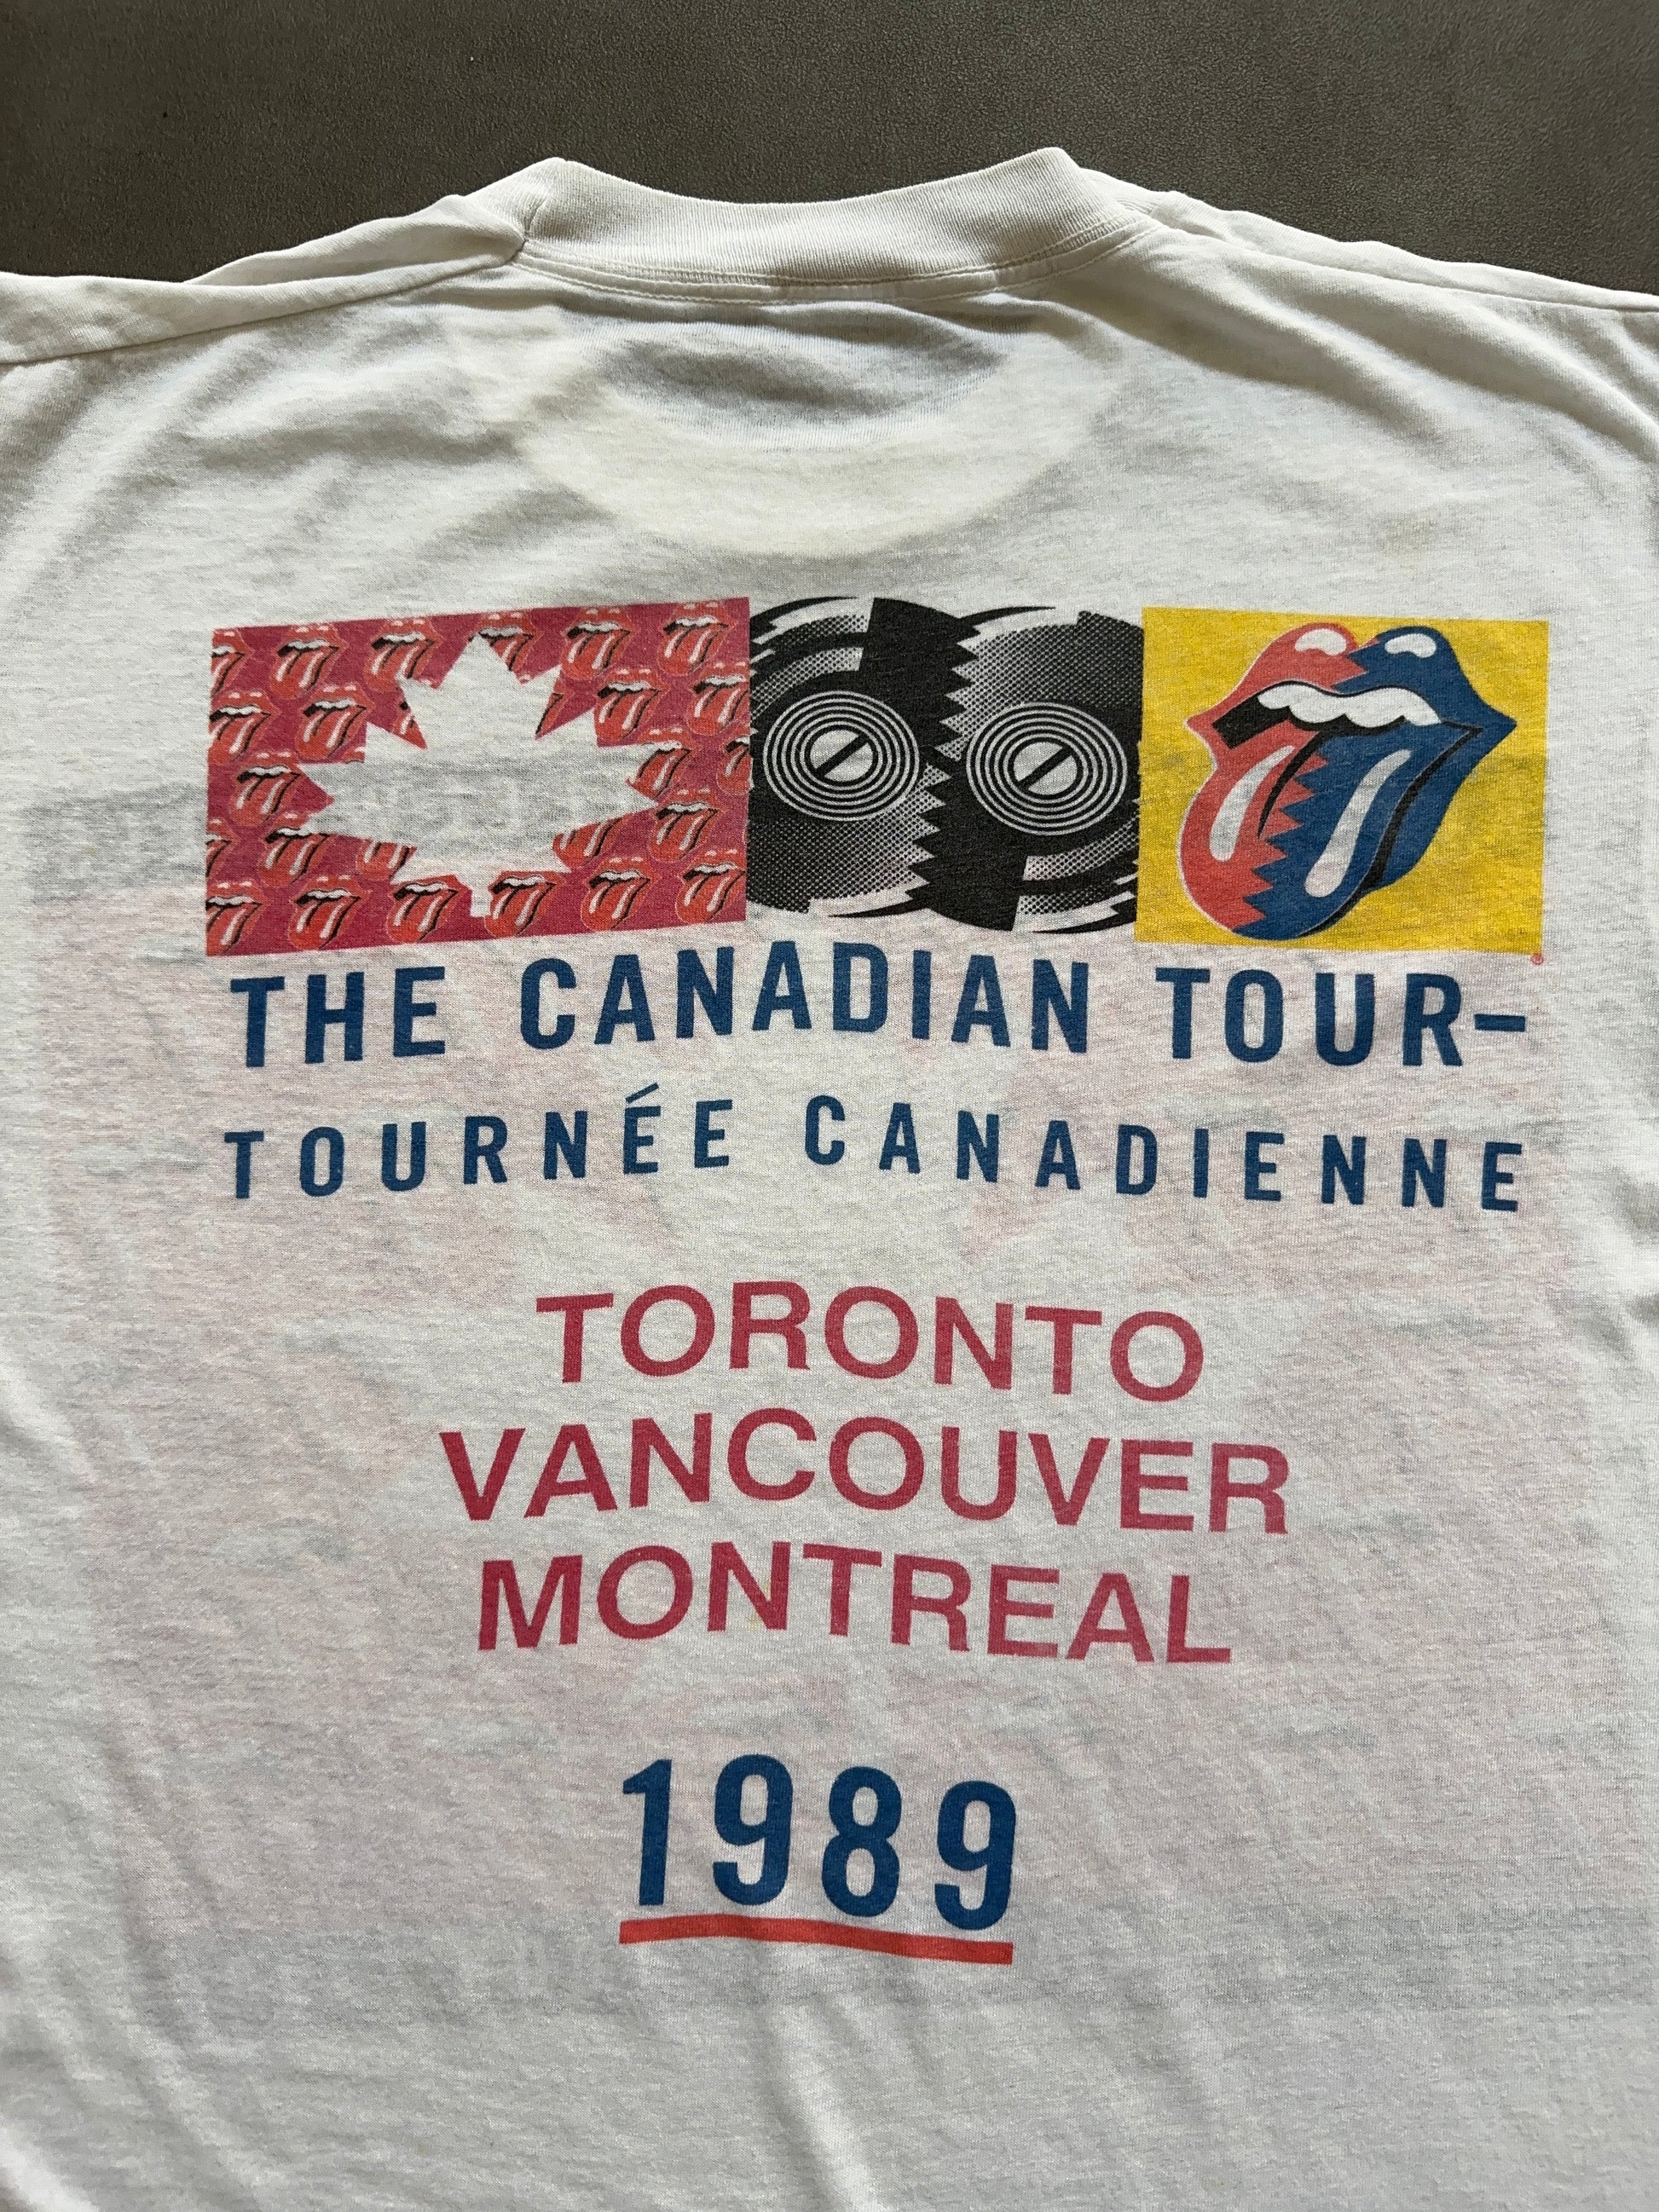 THE CANADIAN TOUR-
TOURNÉE CANADIENNE
TORONTO
VANCOUVER
MONTREAL
1989